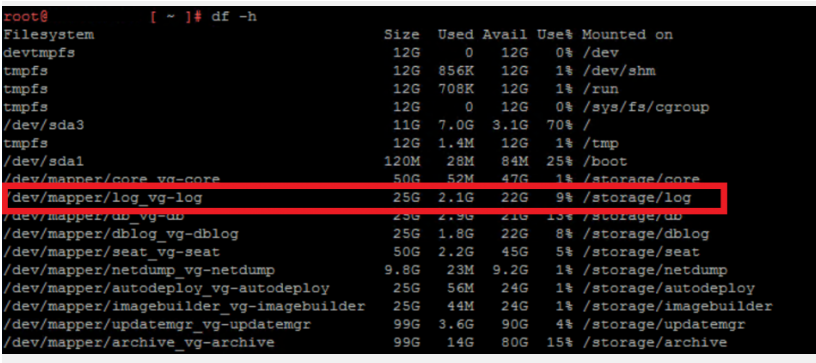 root@ [ ~ ]# df -h
Filesystem Size Used Avail Use% Mounted on
devtmpfs 12G 0 12G 0% /dev
tmpfs 12G 856K 12G 1% /dev/shm
tmpfs 12G 708K 12G 1% /run
tmpfs 12G 0 12G 0% /sys/fs/cgroup
/dev/sda3 11G 7.0G 3.1G 70% /
tmpfs 12G 1.4M 12G 1% /tmp
/dev/sda1 120M 28M 84M 25% /boot
/dev/mapper/core_vg-core 50G 52M 47G 1% /storage/core
/dev/mapper/log_vg-log 25G 2.1G 22G 9% /storage/log
/dev/mapper/db_vg-db 25G 2.9G 21G 13% /storage/db
/dev/mapper/dblog_vg-dblog 25G 1.8G 22G 8% /storage/dblog
/dev/mapper/seat_vg-seat 50G 2.2G 45G 5% /storage/seat
/dev/mapper/netdump_vg-netdump 9.8G 23M 9.2G 1% /storage/netdump
/dev/mapper/autodeploy_vg-autodeploy 25G 56M 24G 1% /storage/autodeploy
/dev/mapper/imagebuilder_vg-imagebuilder 25G 44M 24G 1% /storage/imagebuilder
/dev/mapper/updatemgr_vg-updatemgr 99G 3.6G 90G 4% /storage/updatemgr
/dev/mapper/archive_vg-archive 99G 14G 80G 15% /storage/archive